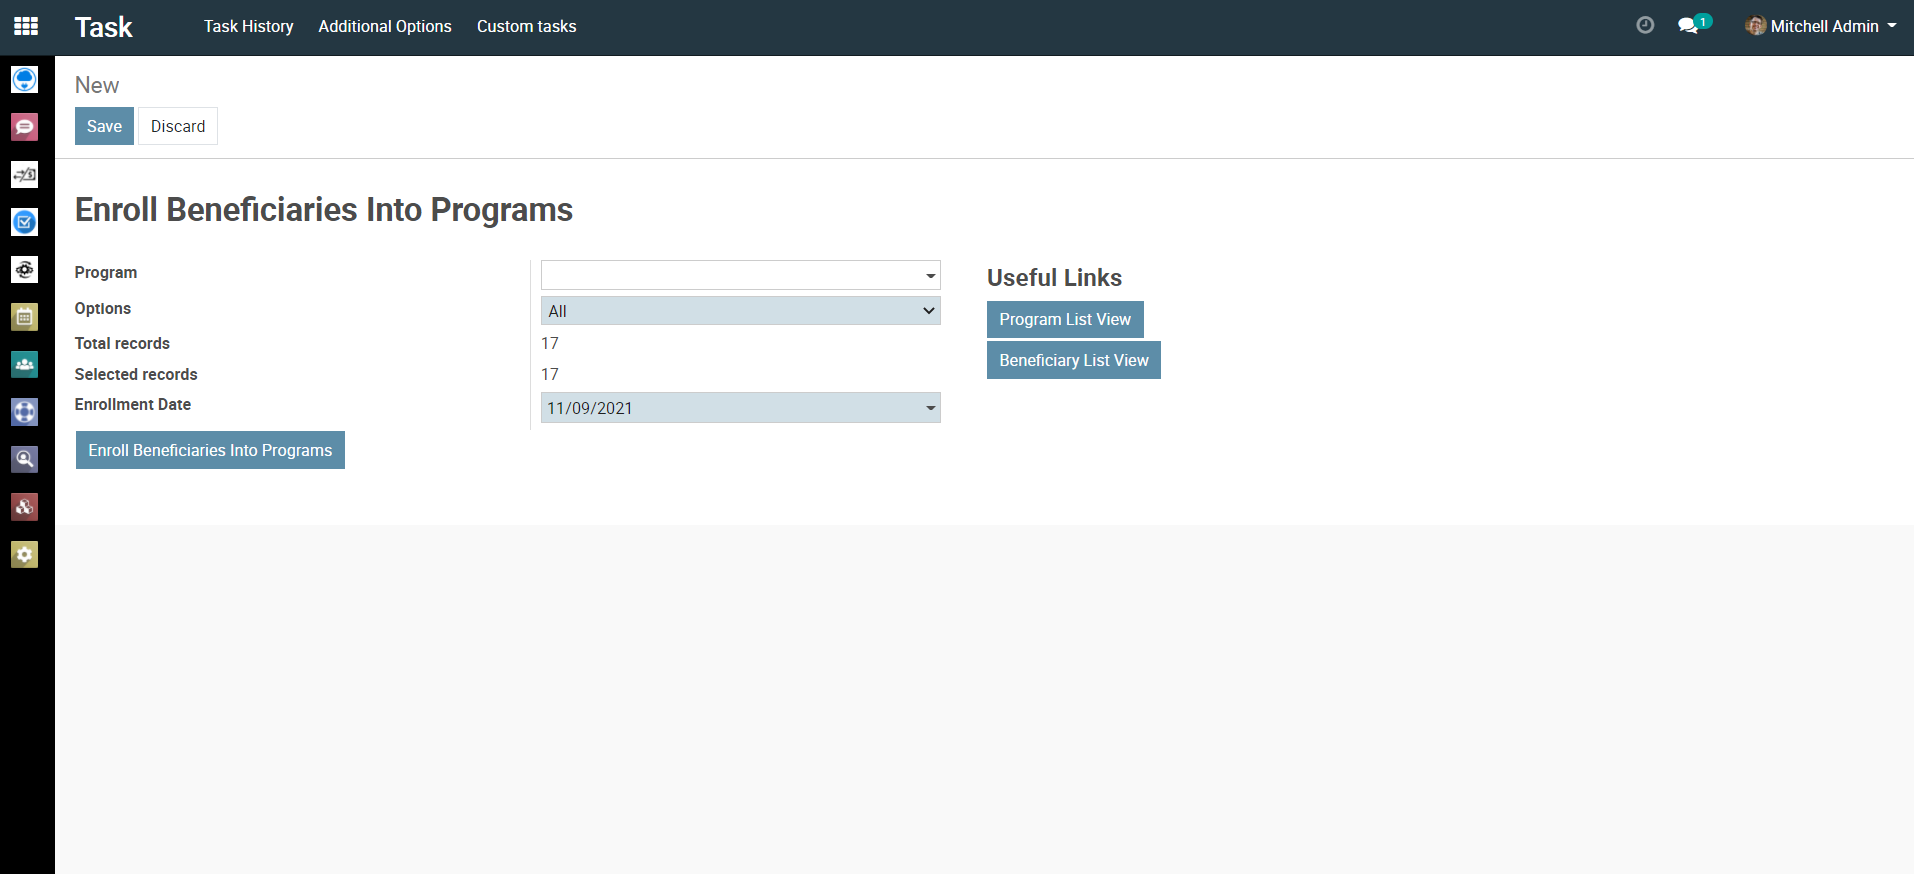 Task
Task History
Additional Options
Custom tasks
1
Mitchell Admin
New
Save
Discard
Enroll Beneficiaries Into Programs
Program
Options
All
Total records
17
Selected records
17
Enrollment Date
11/09/2021
Enroll Beneficiaries Into Programs
Useful Links
Program List View
Beneficiary List View